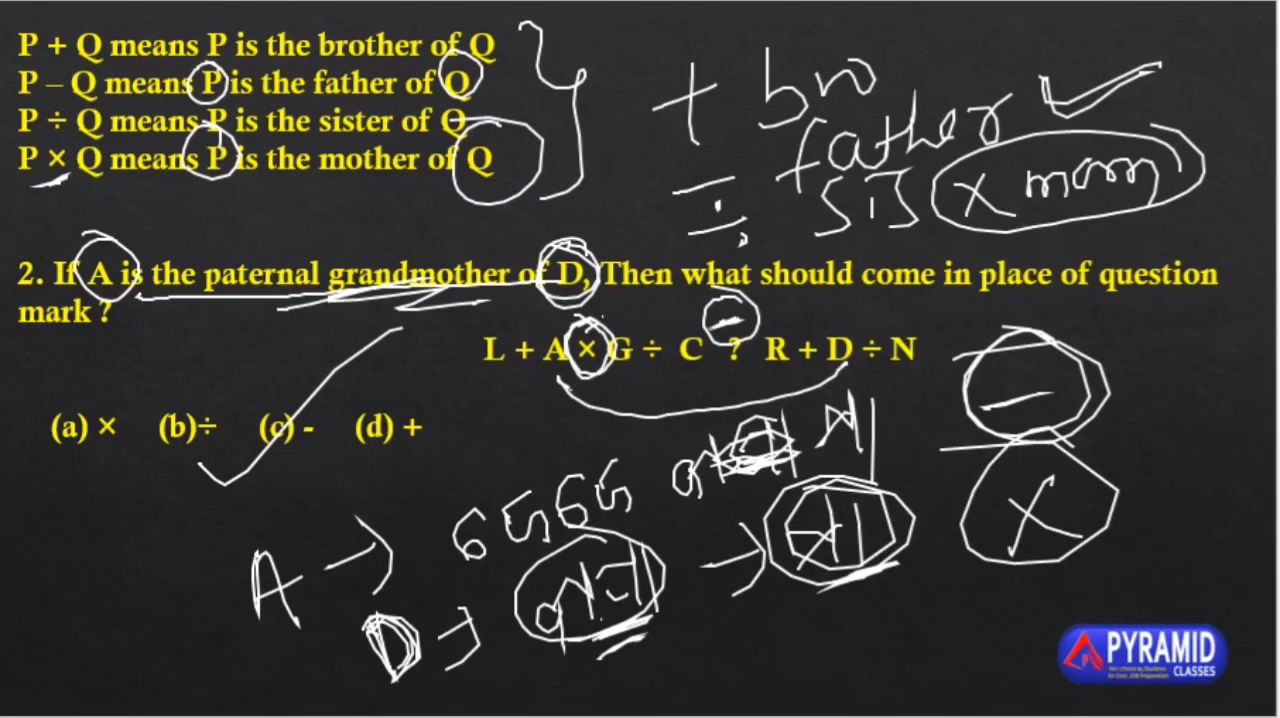 P + Q means P is the brother of Q
P – Q means P is the father of Q
P ÷ Q means P is the sister of Q
P × Q means P is the mother of Q
+ bro
father
÷ sis × mom
2. If A is the paternal grandmother of D, Then what should come in place of question
mark ?
–
L + A × G ÷ C ? R + D ÷ N
(a) × (b)÷ (c) - (d) +
–
×
A →
D →
PYRAMID
CLASSES